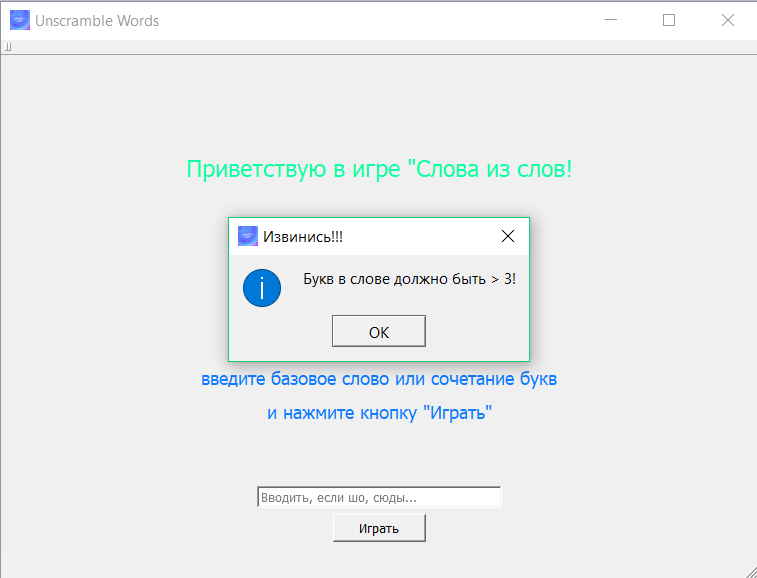 Unscramble Words
Приветствую в игре "Слова из слов!
Извинись!!!
Букв в слове должно быть > 3!
OK
введите базовое слово или сочетание букв
и нажмите кнопку "Играть"
Вводить, если шо, сюды...
Играть